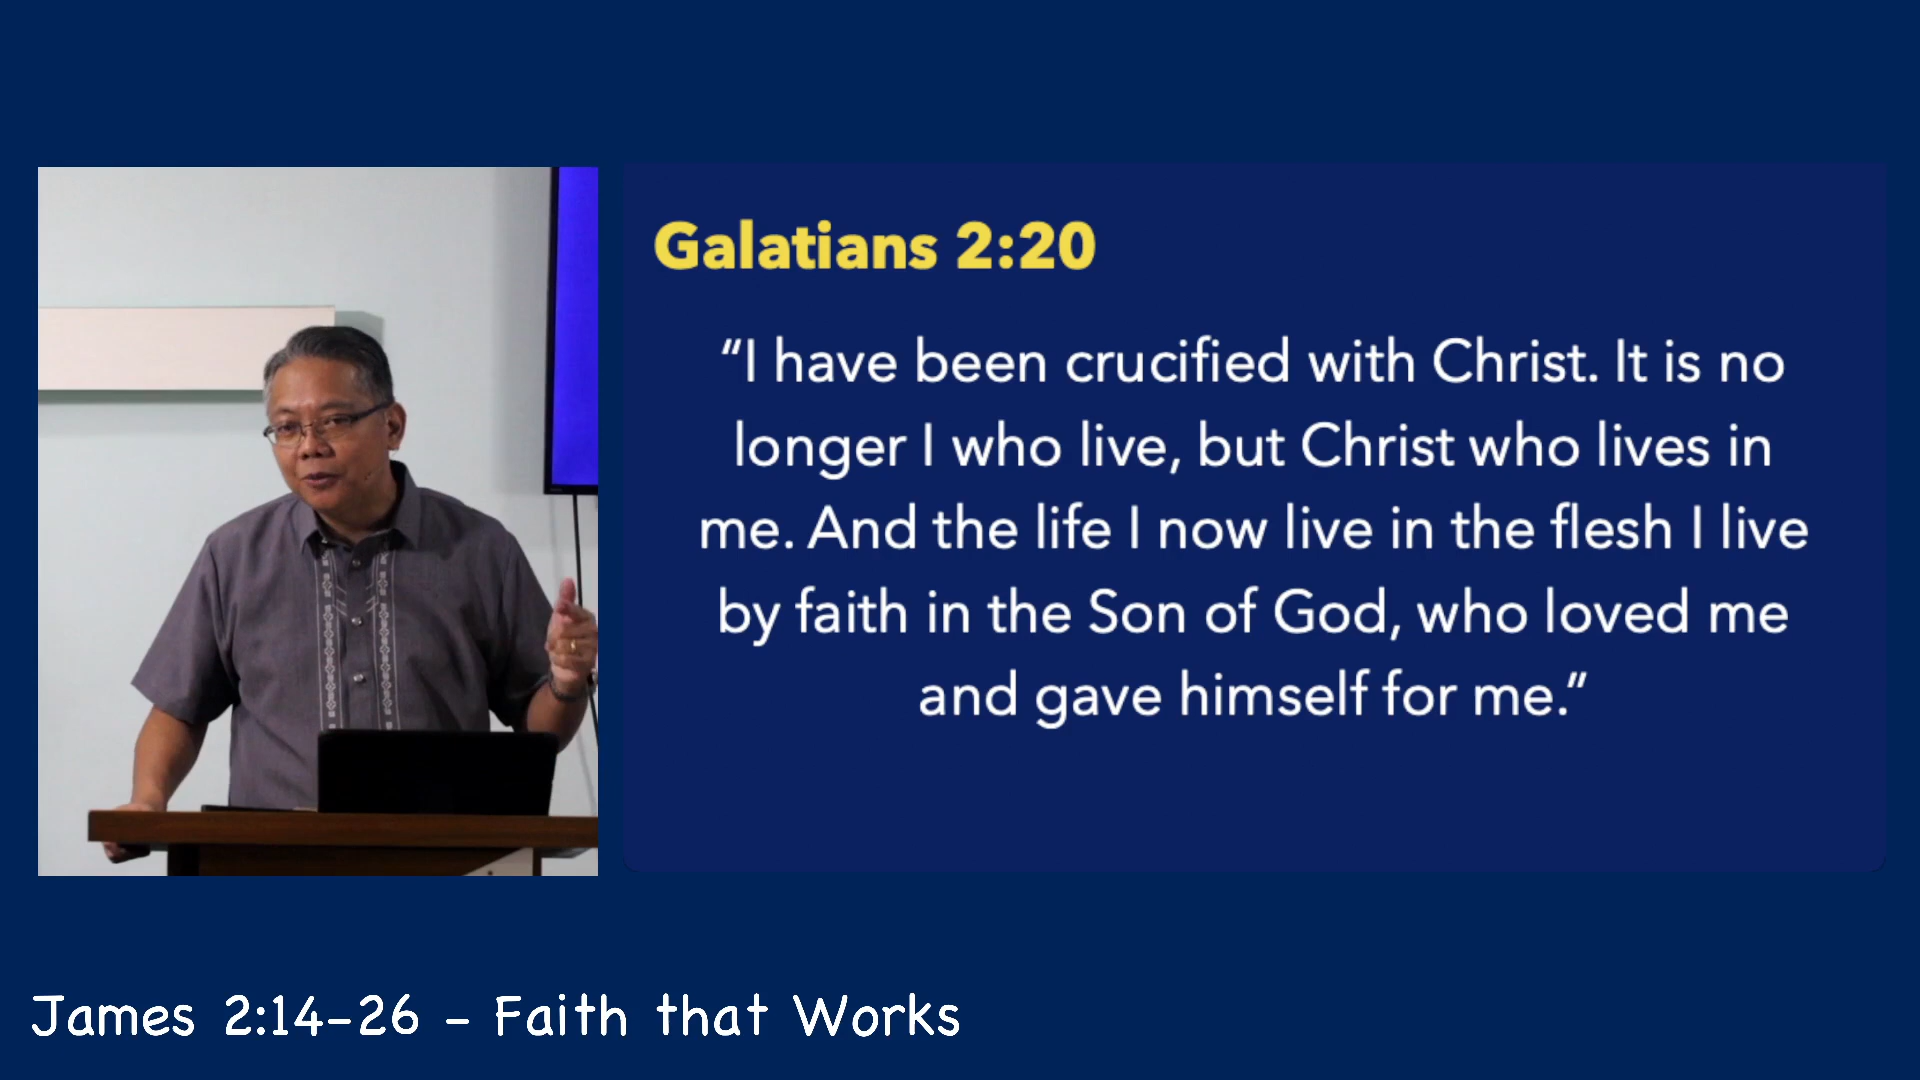 Galatians 2:20
“I have been crucified with Christ. It is no
longer I who live, but Christ who lives in
me. And the life I now live in the flesh I live
by faith in the Son of God, who loved me
and gave himself for me.”
James 2:14-26 - Faith that Works